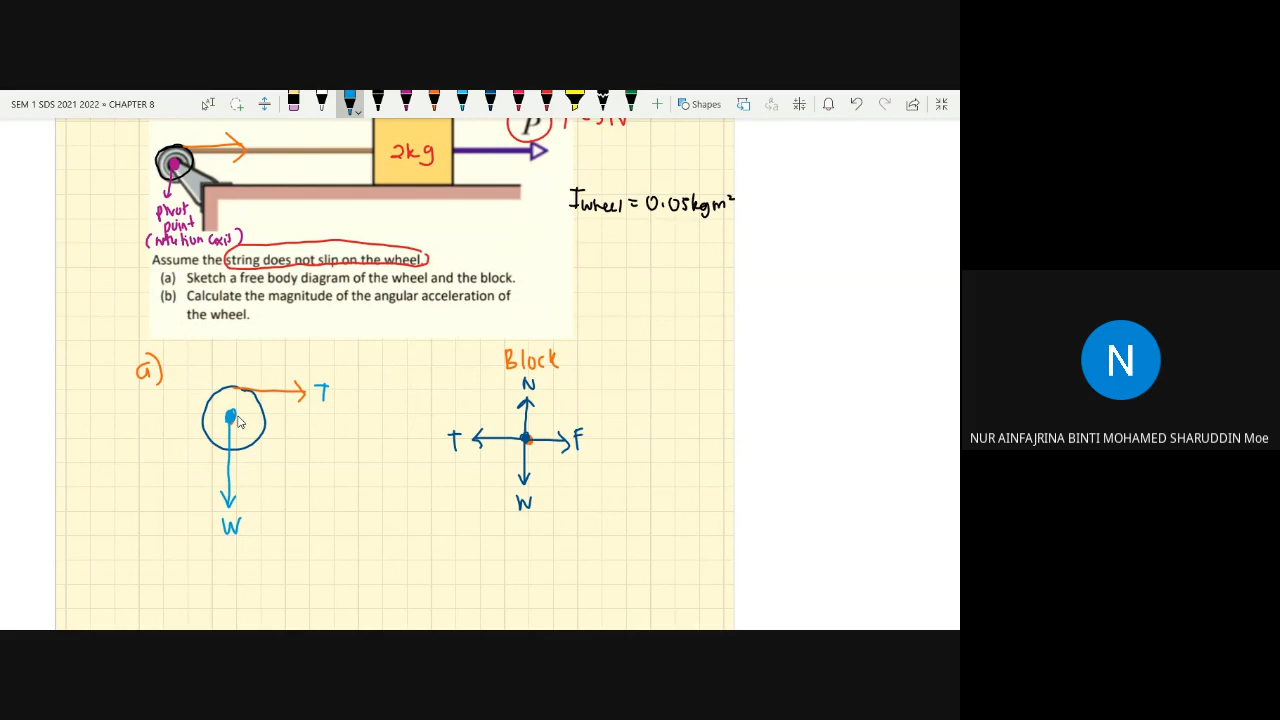 SEM 1 SDS 2021 2022 » CHAPTER 8
Shapes
P
2kg
I wheel = 0.05kgm²
pivot
point
(rotation axis)
Assume the string does not slip on the wheel.
(a) Sketch a free body diagram of the wheel and the block.
(b) Calculate the magnitude of the angular acceleration of
the wheel.
a)
T
W
Block
N
T
F
W
N
NUR AINFAJRINA BINTI MOHAMED SHARUDDIN Moe